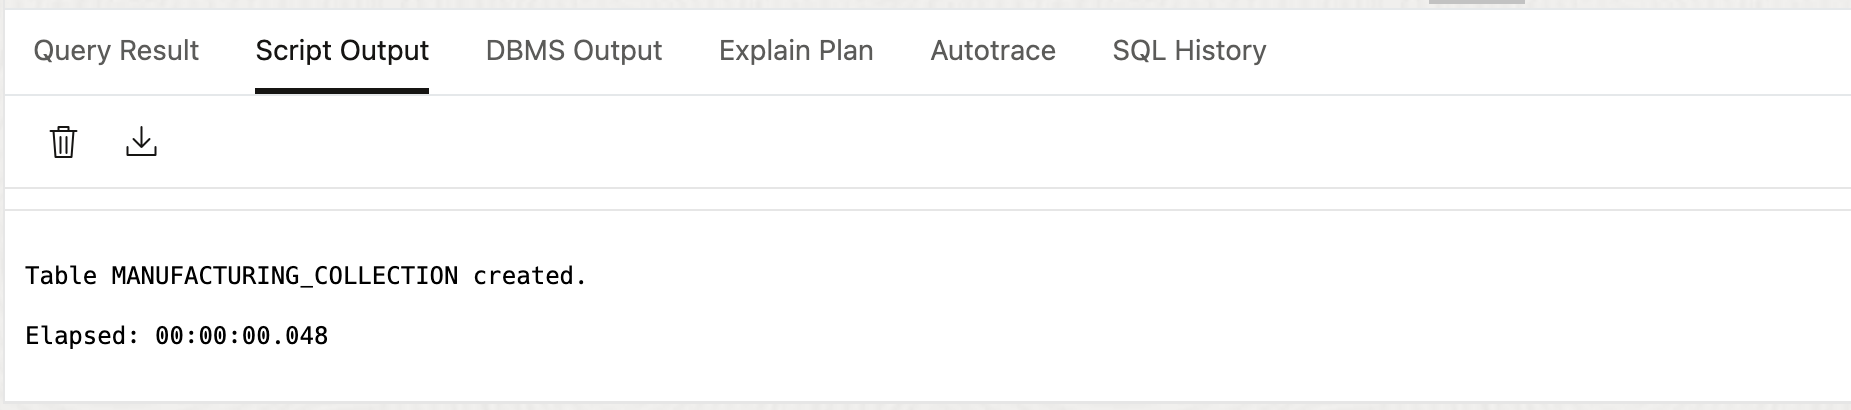 Query Result Script Output DBMS Output Explain Plan Autotrace SQL History
Table MANUFACTURING_COLLECTION created.
Elapsed: 00:00:00.048